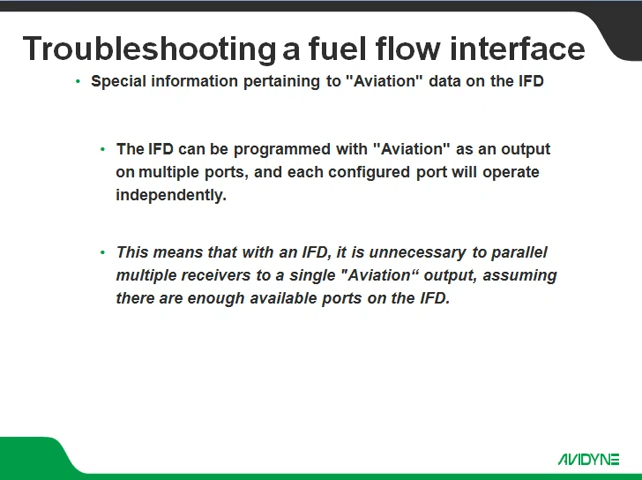 Troubleshooting a fuel flow interface
• Special information pertaining to "Aviation" data on the IFD
• The IFD can be programmed with "Aviation" as an output
on multiple ports, and each configured port will operate
independently.
• This means that with an IFD, it is unnecessary to parallel
multiple receivers to a single "Aviation“ output, assuming
there are enough available ports on the IFD.
AVIDYNE